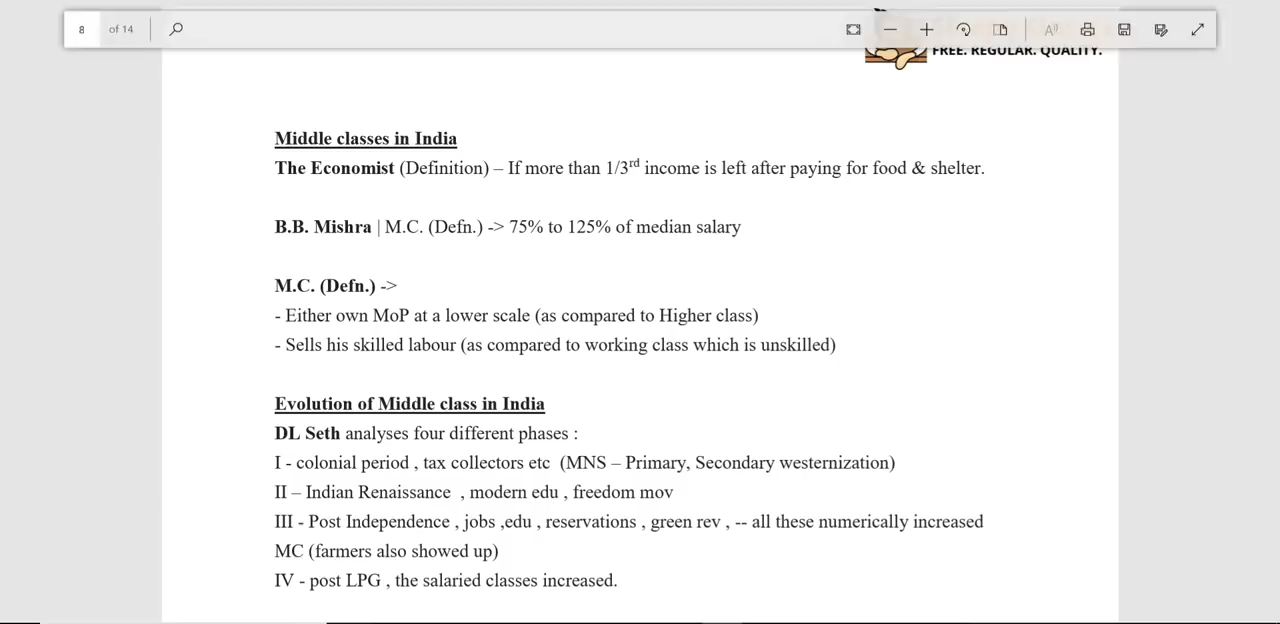 8 of 14
FREE. REGULAR. QUALITY.
Middle classes in India
The Economist (Definition) – If more than 1/3rd income is left after paying for food & shelter.
B.B. Mishra | M.C. (Defn.) -> 75% to 125% of median salary
M.C. (Defn.) ->
- Either own MoP at a lower scale (as compared to Higher class)
- Sells his skilled labour (as compared to working class which is unskilled)
Evolution of Middle class in India
DL Seth analyses four different phases :
I - colonial period , tax collectors etc (MNS – Primary, Secondary westernization)
II – Indian Renaissance , modern edu , freedom mov
III - Post Independence , jobs ,edu , reservations , green rev , -- all these numerically increased
MC (farmers also showed up)
IV - post LPG , the salaried classes increased.